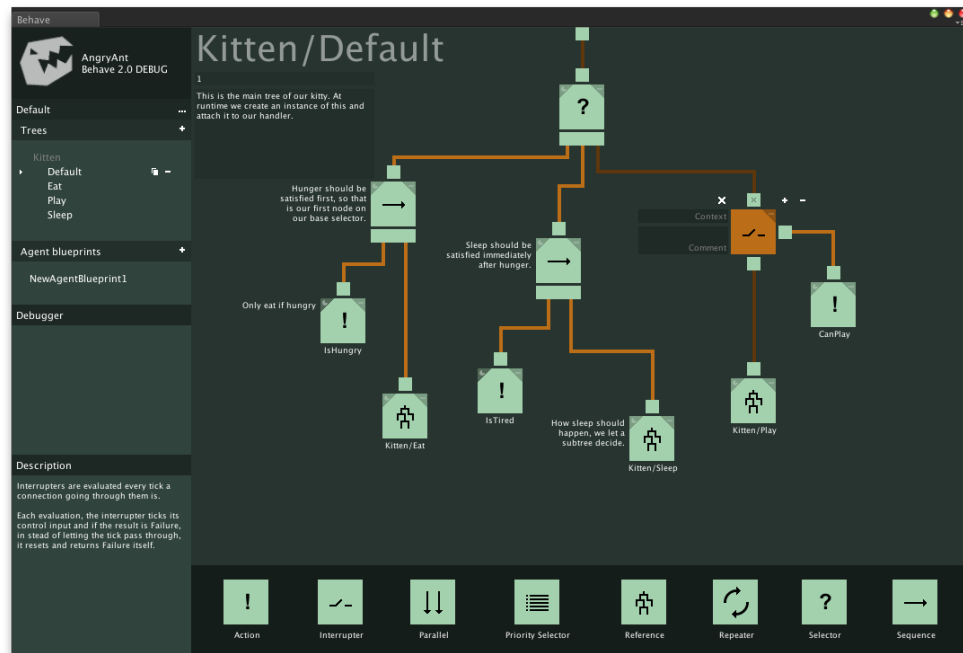 Behave
AngryAnt
Behave 2.0 DEBUG
Default
...
Trees
+
Kitten
Default
Eat
Play
Sleep
Agent blueprints
+
NewAgentBlueprint1
Debugger
Description
Interrupters are evaluated every tick a
connection going through them is.
Each evaluation, the interrupter ticks its
control input and if the result is Failure,
in stead of letting the tick pass through,
it resets and returns Failure itself.
Kitten/Default
1
This is the main tree of our kitty. At
runtime we create an instance of this and
attach it to our handler.
?
Hunger should be
satisfied first, so that
is our first node on
our base selector.
Sleep should be
satisfied immediately
after hunger.
Context
Comment
Only eat if hungry
!
IsHungry
!
CanPlay
Kitten/Eat
!
IsTired
How sleep should
happen, we let a
subtree decide.
Kitten/Sleep
Kitten/Play
!
?
Action
Interrupter
Parallel
Priority Selector
Reference
Repeater
Selector
Sequence